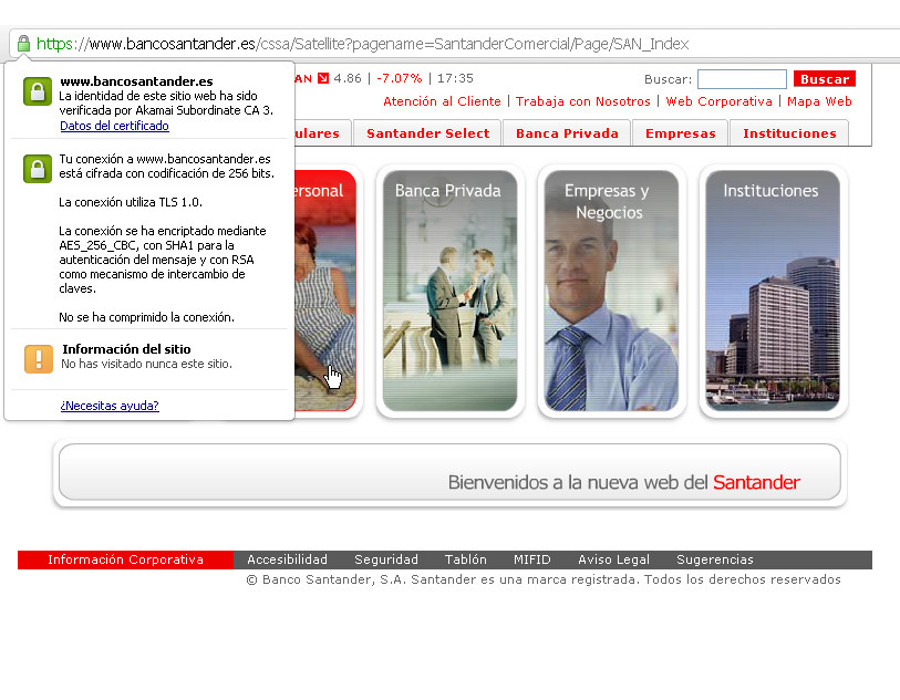 https://www.bancosantander.es/cssa/Satellite?pagename=SantanderComercial/Page/SAN_Index
www.bancosantander.es
La identidad de este sitio web ha sido
verificada por Akamai Subordinate CA 3.
Datos del certificado
Tu conexión a www.bancosantander.es
está cifrada con codificación de 256 bits.
La conexión utiliza TLS 1.0.
La conexión se ha encriptado mediante
AES_256_CBC, con SHA1 para la
autenticación del mensaje y con RSA
como mecanismo de intercambio de
claves.
No se ha comprimido la conexión.
Información del sitio
No has visitado nunca este sitio.
¿Necesitas ayuda?
AN 4.86 | -7.07% | 17:35
Buscar: Buscar
Atención al Cliente | Trabaja con Nosotros | Web Corporativa | Mapa Web
ulares Santander Select Banca Privada Empresas Instituciones
ersonal
Banca Privada
Empresas y
Negocios
Instituciones
Bienvenidos a la nueva web del Santander
Información Corporativa Accesibilidad Seguridad Tablón MIFID Aviso Legal Sugerencias
© Banco Santander, S.A. Santander es una marca registrada. Todos los derechos reservados